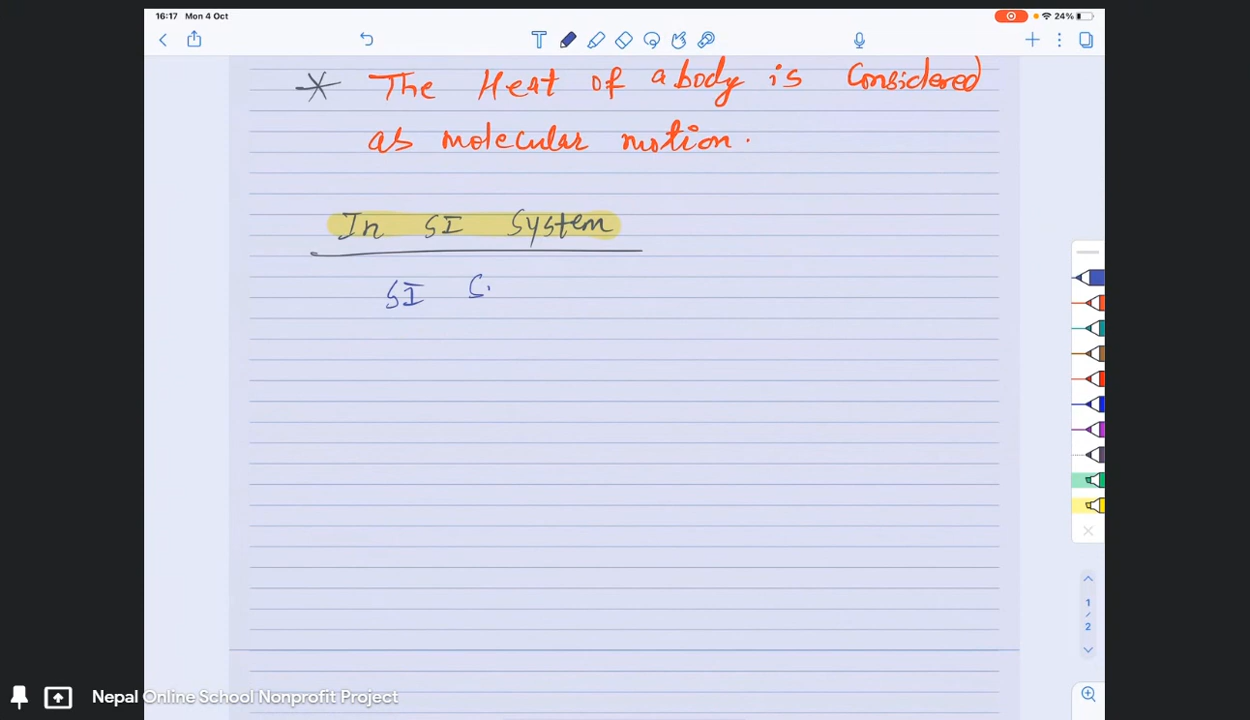 16:17 Mon 4 Oct
24%
* The Heat of a body is Considered
as molecular motion.
In SI System
SI
1
/
2
Nepal Online School Nonprofit Project